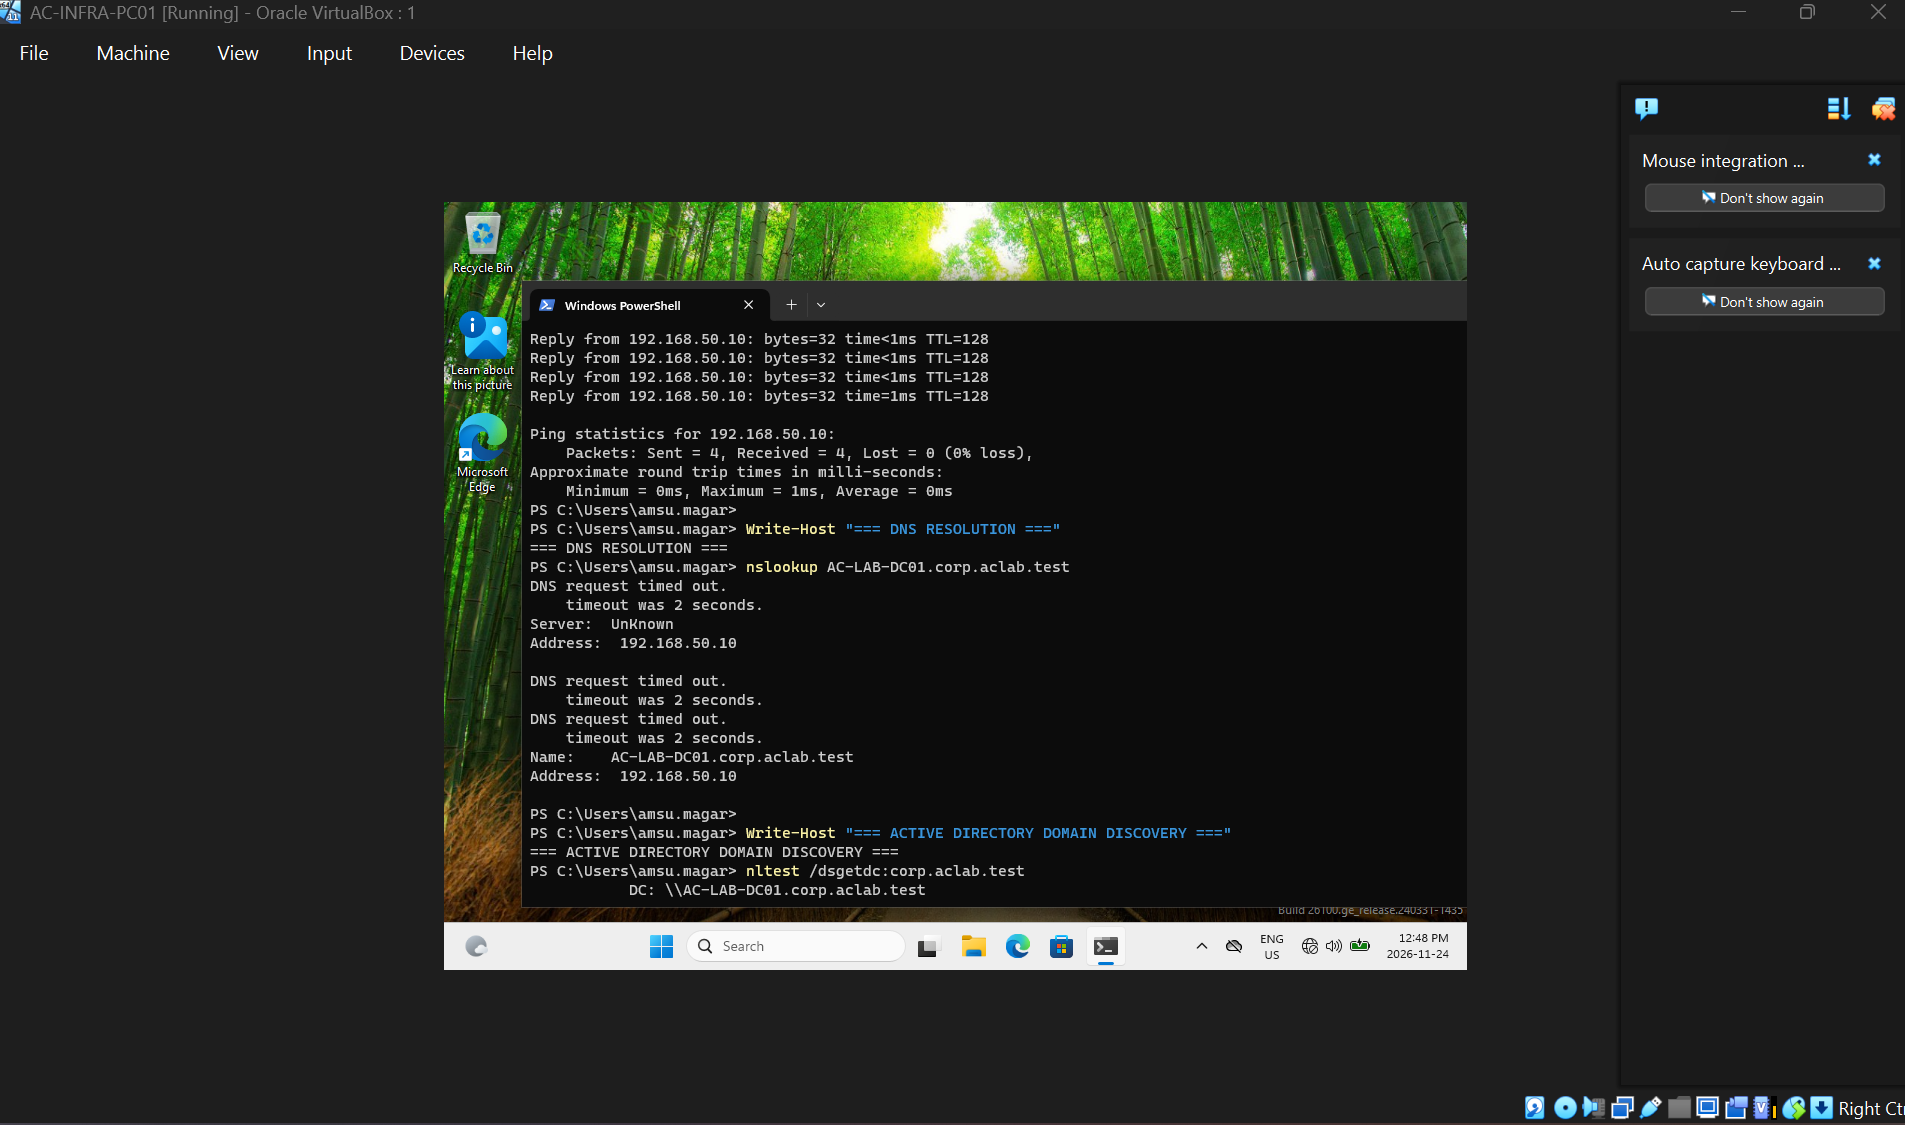 AC-INFRA-PC01 [Running] - Oracle VirtualBox : 1
File Machine View Input Devices Help
Mouse integration ...
Don't show again
Auto capture keyboard ...
Don't show again
Recycle Bin
Learn about
this picture
Microsoft
Edge
Windows PowerShell
Reply from 192.168.50.10: bytes=32 time<1ms TTL=128
Reply from 192.168.50.10: bytes=32 time<1ms TTL=128
Reply from 192.168.50.10: bytes=32 time<1ms TTL=128
Reply from 192.168.50.10: bytes=32 time=1ms TTL=128
Ping statistics for 192.168.50.10:
Packets: Sent = 4, Received = 4, Lost = 0 (0% loss),
Approximate round trip times in milli-seconds:
Minimum = 0ms, Maximum = 1ms, Average = 0ms
PS C:\Users\amsu.magar>
PS C:\Users\amsu.magar> Write-Host "=== DNS RESOLUTION ==="
=== DNS RESOLUTION ===
PS C:\Users\amsu.magar> nslookup AC-LAB-DC01.corp.aclab.test
DNS request timed out.
timeout was 2 seconds.
Server: UnKnown
Address: 192.168.50.10
DNS request timed out.
timeout was 2 seconds.
DNS request timed out.
timeout was 2 seconds.
Name: AC-LAB-DC01.corp.aclab.test
Address: 192.168.50.10
PS C:\Users\amsu.magar>
PS C:\Users\amsu.magar> Write-Host "=== ACTIVE DIRECTORY DOMAIN DISCOVERY ==="
=== ACTIVE DIRECTORY DOMAIN DISCOVERY ===
PS C:\Users\amsu.magar> nltest /dsgetdc:corp.aclab.test
DC: \\AC-LAB-DC01.corp.aclab.test
Build 26100.ge_release.240331-1435
Search
ENG
US
12:48 PM
2026-11-24
Right Ct